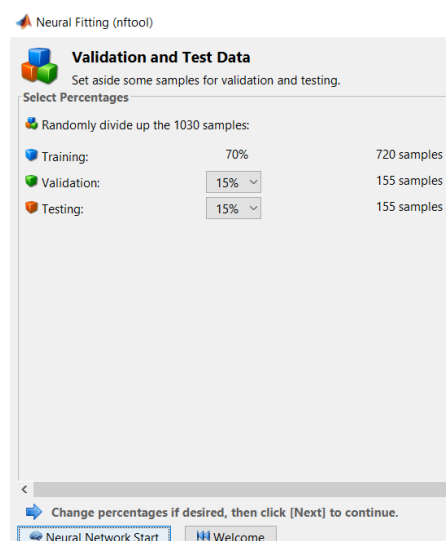 Neural Fitting (nftool)
Validation and Test Data
Set aside some samples for validation and testing.
Select Percentages
Randomly divide up the 1030 samples:
Training: 70% 720 samples
Validation: 15% 155 samples
Testing: 15% 155 samples
Change percentages if desired, then click [Next] to continue.
Neural Network Start Welcome